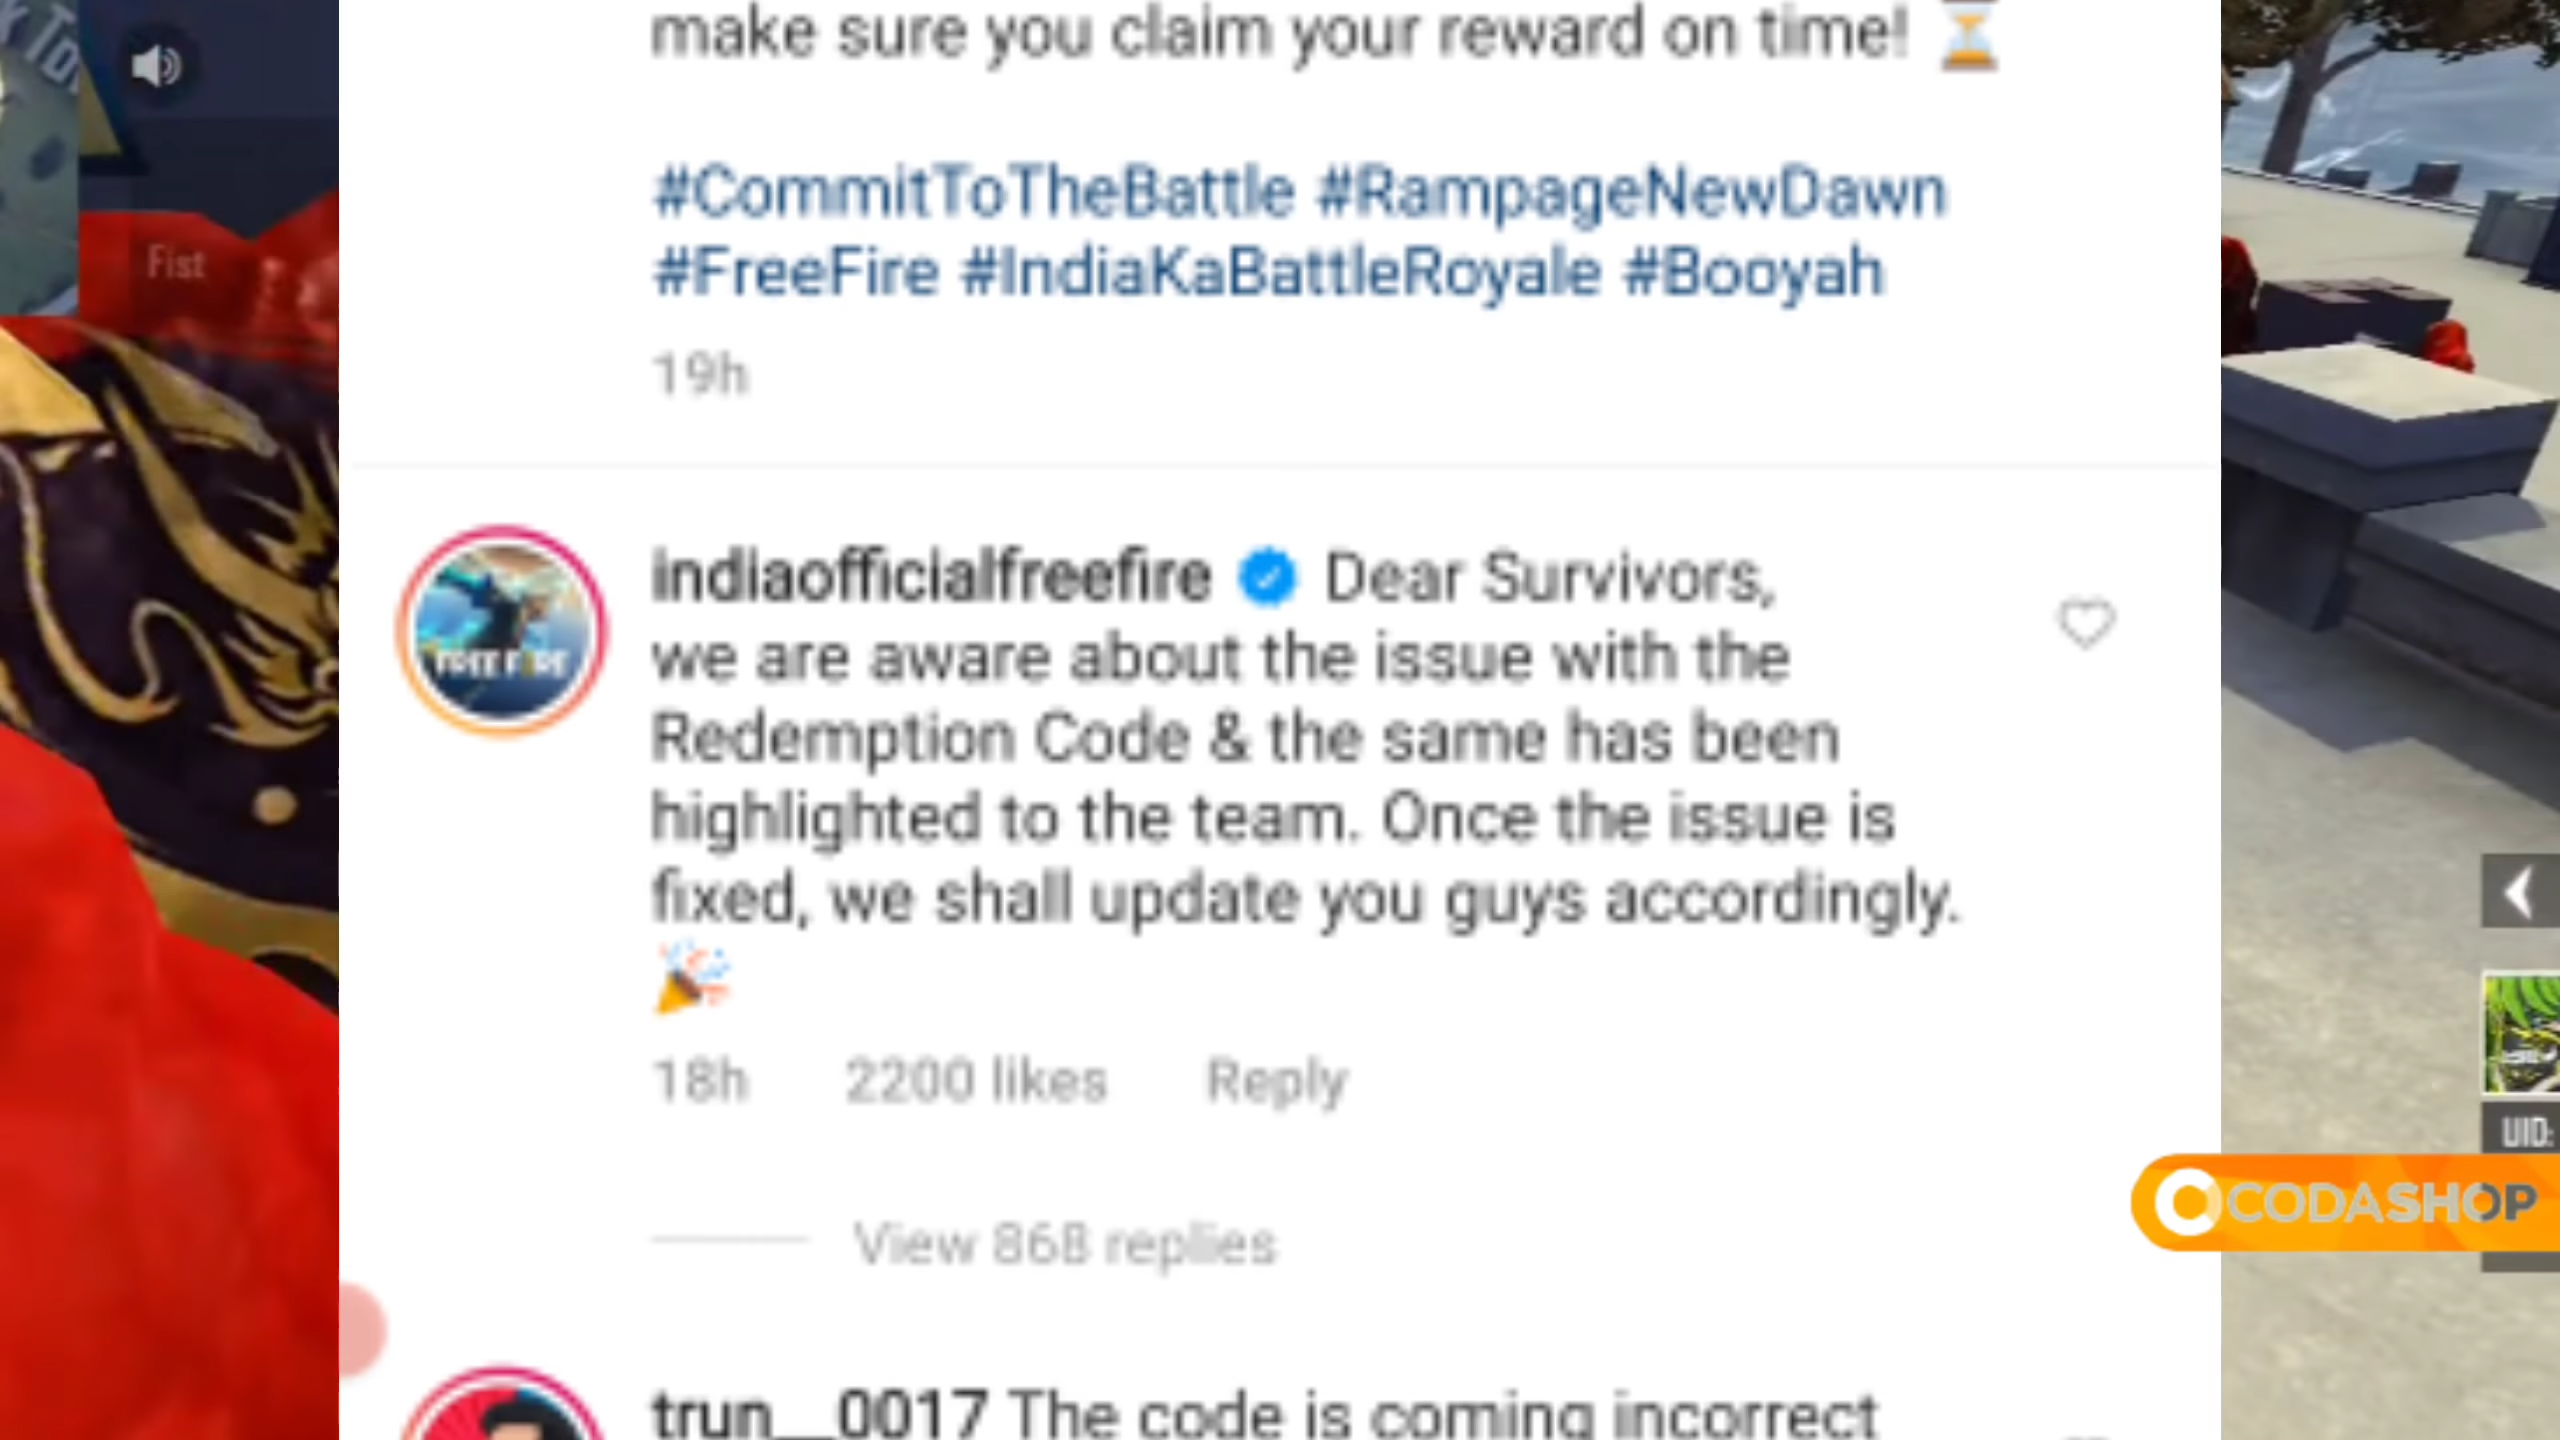 make sure you claim your reward on time! ⏳
#CommitToTheBattle #RampageNewDawn
#FreeFire #IndiaKaBattleRoyale #Booyah
19h
Fist
indiaofficialfreefire Dear Survivors,
we are aware about the issue with the
Redemption Code & the same has been
highlighted to the team. Once the issue is
fixed, we shall update you guys accordingly.
🎉
18h 2200 likes Reply
View 868 replies
FREE FIRE
UID:
CODASHOP
trun__0017 The code is coming incorrect